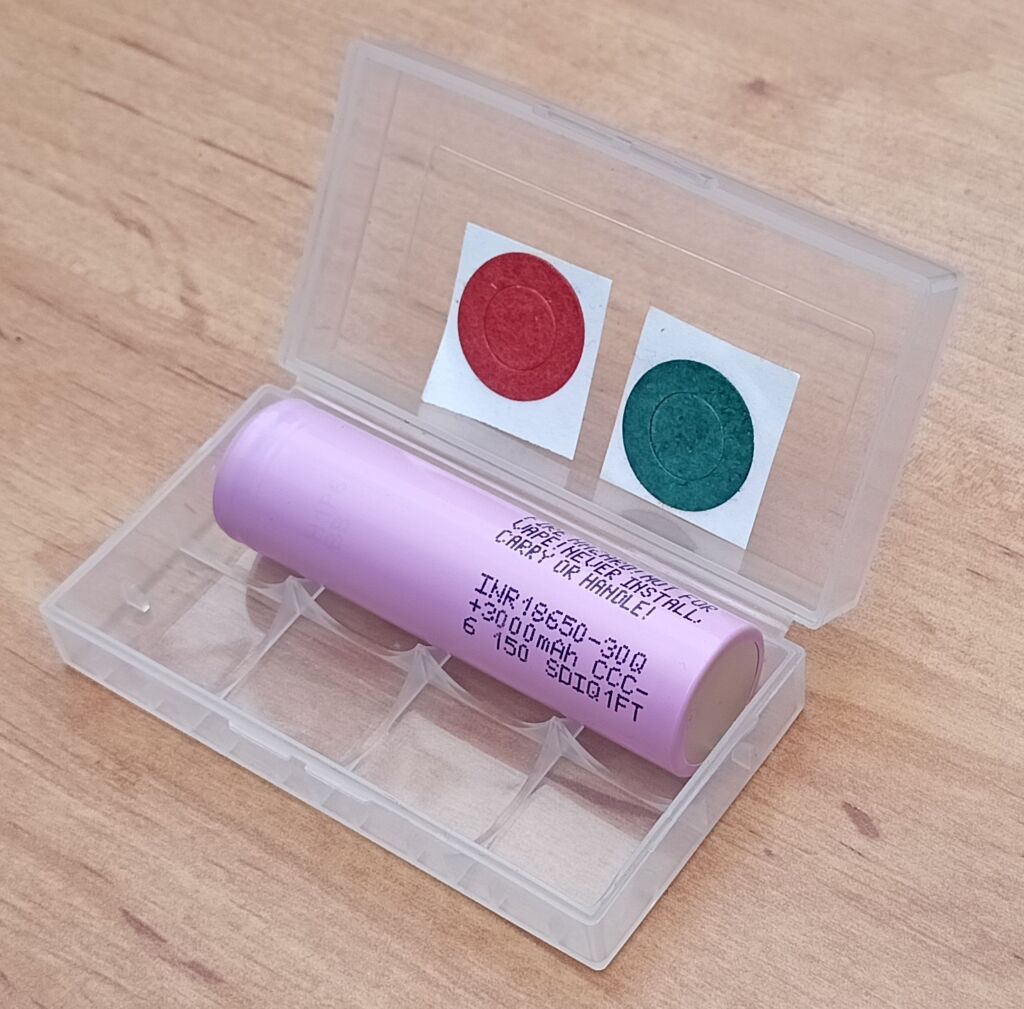 VAPE! NEVER INSTALL.
CARRY OR HANDLE!
INR18650-30Q
+3000mAh CCC-
6 150 SDIQ1FT